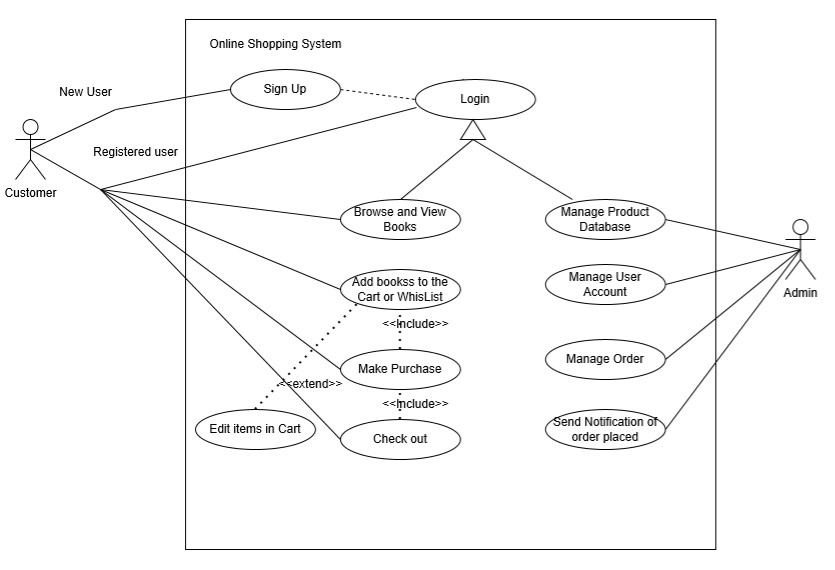 Online Shopping System
Sign Up
New User
Login
Registered user
Customer
Browse and View
Books
Manage Product
Database
Add bookss to the
Cart or WhisList
Manage User
Account
Admin
<<Include>>
Make Purchase
Manage Order
<<extend>>
<<Include>>
Edit items in Cart
Check out
Send Notification of
order placed